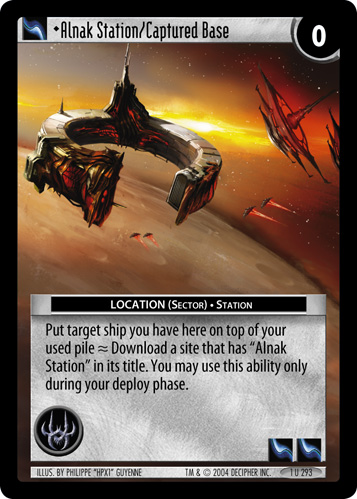 •Alnak Station/Captured Base
0
LOCATION (SECTOR) • STATION
Put target ship you have here on top of your
used pile ≈ Download a site that has “Alnak
Station” in its title. You may use this ability only
during your deploy phase.
ILLUS. BY PHILIPPE "HPX1" GUYENNE
TM & © 2004 DECIPHER INC.
1 U 293